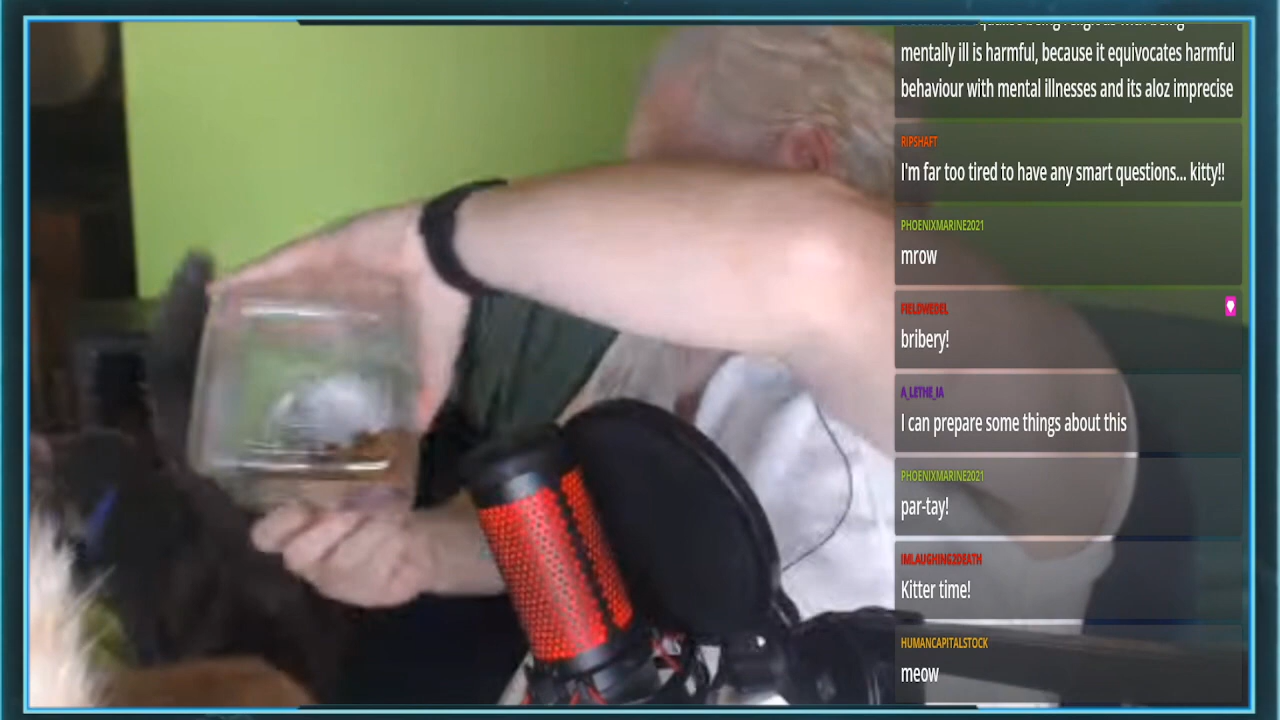 mentally ill is harmful, because it equivocates harmful
behaviour with mental illnesses and its aloz imprecise
RIPSHAFT
I'm far too tired to have any smart questions... kitty!!
PHOENIXMARINE2021
mrow
FIELDWEDEL
bribery!
A_LETHE_IA
I can prepare some things about this
PHOENIXMARINE2021
par-tay!
IMLAUGHING2DEATH
Kitter time!
HUMANCAPITALSTOCK
meow